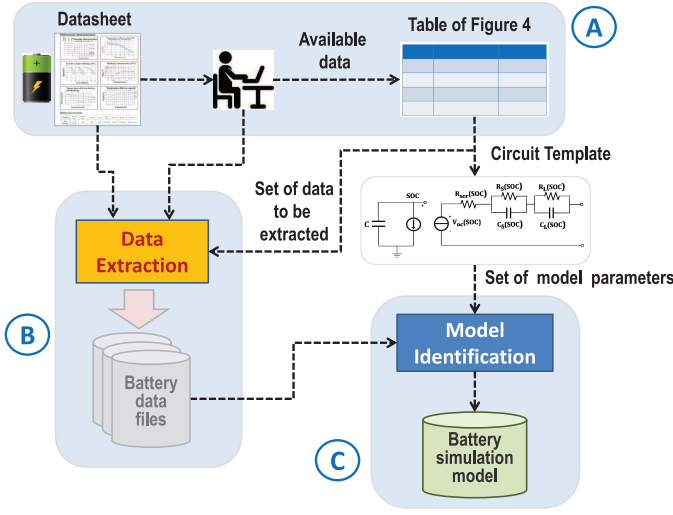 Datasheet
Available
data
Table of Figure 4
A
Circuit Template
Set of data
to be
extracted
SOC
C
Rser(SOC)
RS(SOC)
RL(SOC)
VOC(SOC)
CS(SOC)
CL(SOC)
+
-
Data
Extraction
Set of model parameters
B
Battery
data
files
Model
Identification
Battery
simulation
model
C